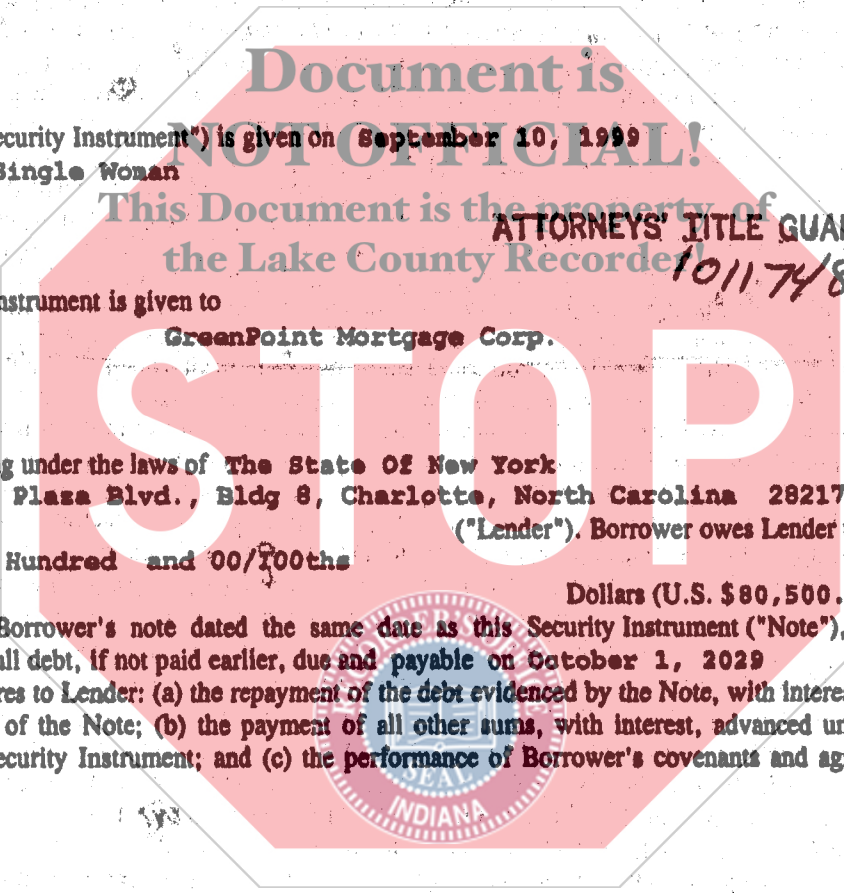 Document is
ecurity Instrument") is given on September 10, 1999
NOT OFFICIAL!
Single Woman
This Document is the property of
ATTORNEYS' TITLE GUA
the Lake County Recorder!
nstrument is given to
GreenPoint Mortgage Corp.
STOP
g under the laws of The State Of New York
Plaza Blvd., Bldg 8, Charlotte, North Carolina 28217
("Lender"). Borrower owes Lender
Hundred and 00/100ths
Dollars (U.S. $80,500.
Borrower's note dated the same date as this Security Instrument ("Note"),
ll debt, if not paid earlier, due and payable on October 1, 2029
res to Lender: (a) the repayment of the debt evidenced by the Note, with interes
of the Note; (b) the payment of all other sums, with interest, advanced un
ecurity Instrument; and (c) the performance of Borrower's covenants and ag
RECORDER'S OFFICE
SEAL
INDIANA